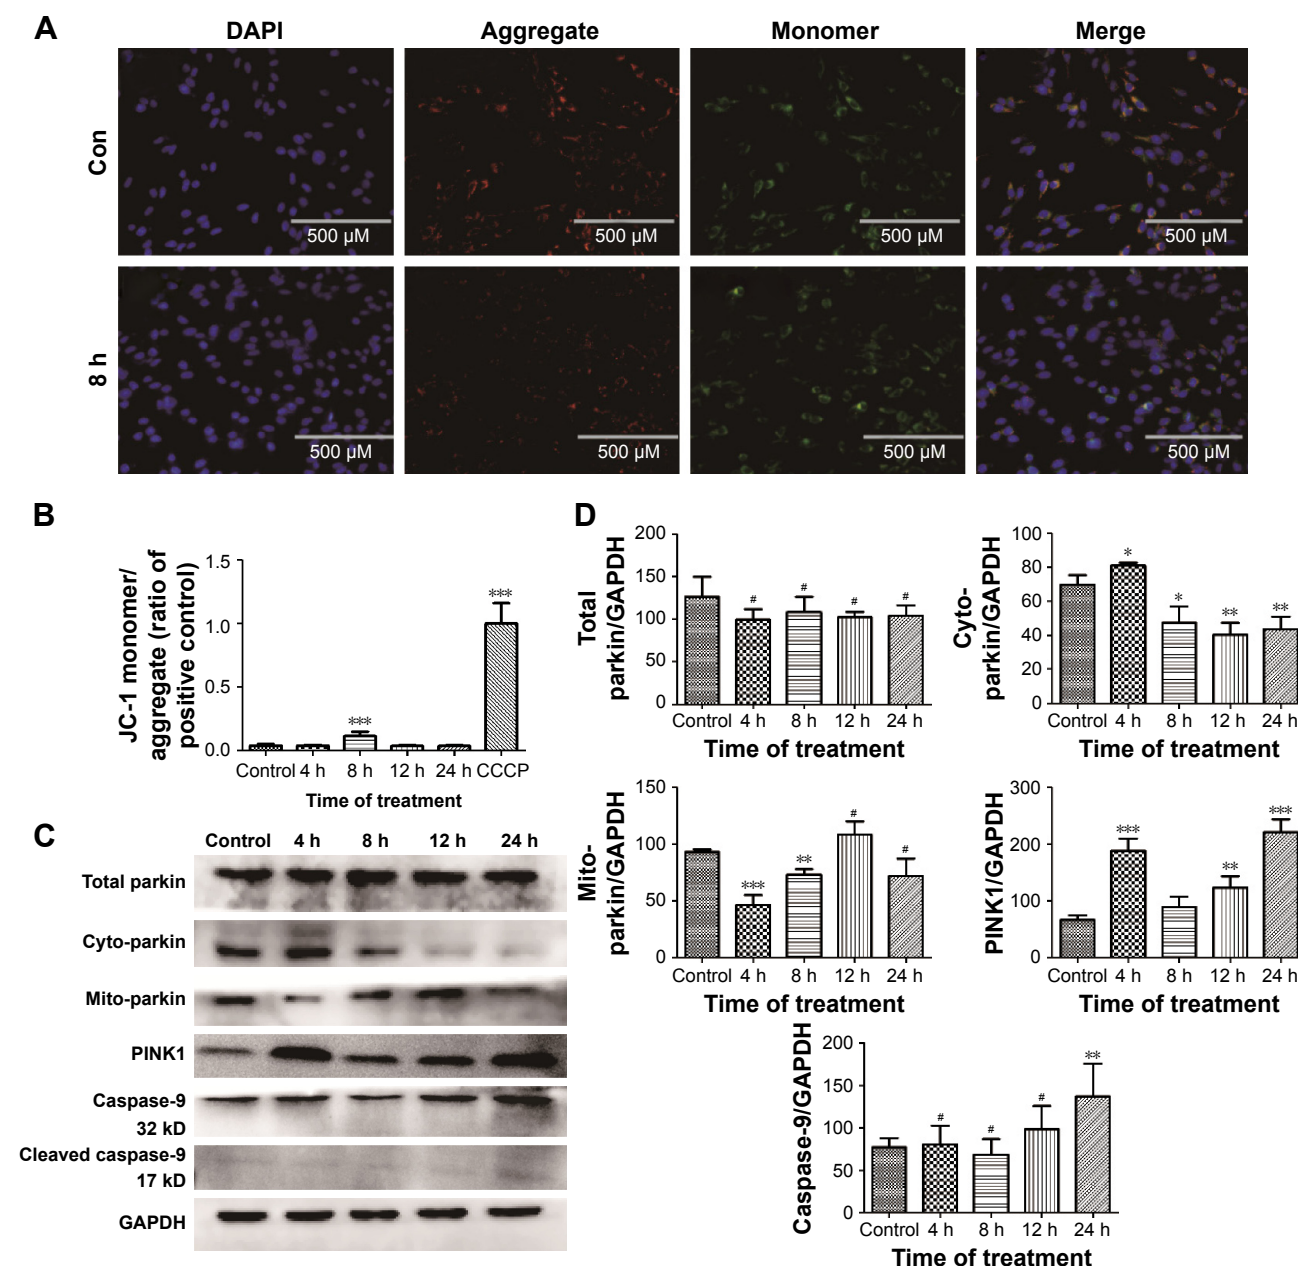 A
DAPI
Aggregate
Monomer
Merge
Con
500 µM
500 µM
500 µM
500 µM
8 h
500 µM
500 µM
500 µM
500 µM
B
JC-1 monomer/
aggregate (ratio of
positive control)
1.5
1.0
0.5
0.0
***
***
Control 4 h 8 h 12 h 24 h CCCP
Time of treatment
C
Control 4 h 8 h 12 h 24 h
Total parkin
Cyto-parkin
Mito-parkin
PINK1
Caspase-9
32 kD
Cleaved caspase-9
17 kD
GAPDH
D
Total
parkin/GAPDH
200
150
100
50
0
# # # #
Control 4 h 8 h 12 h 24 h
Time of treatment
Cyto-
parkin/GAPDH
100
80
60
40
20
0
* * ** **
Control 4 h 8 h 12 h 24 h
Time of treatment
Mito-
parkin/GAPDH
150
100
50
0
*** ** # #
Control 4 h 8 h 12 h 24 h
Time of treatment
PINK1/GAPDH
300
200
100
0
*** ** ***
Control 4 h 8 h 12 h 24 h
Time of treatment
Caspase-9/GAPDH
200
150
100
50
0
# # # **
Control 4 h 8 h 12 h 24 h
Time of treatment